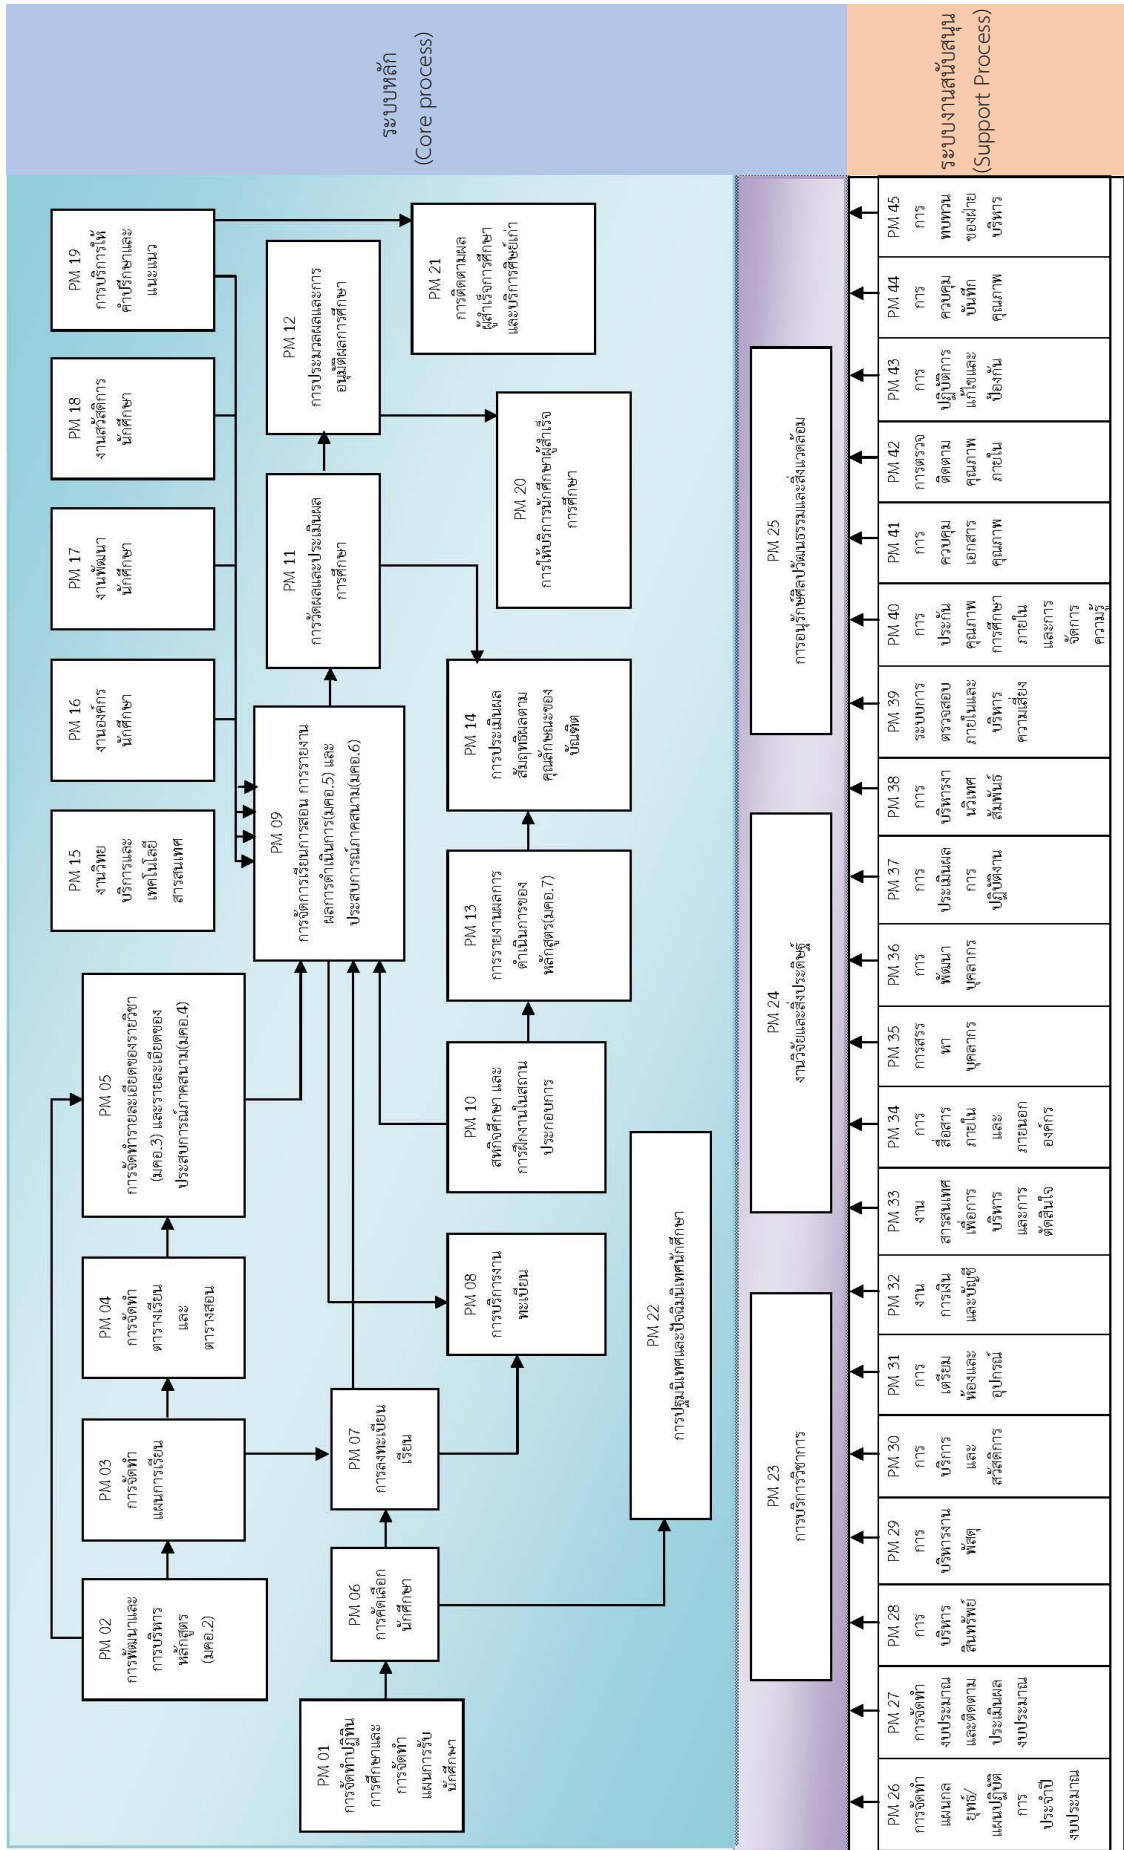 ระบบหลัก
(Core process)
ระบบงานสนับสนุน
(Support Process)
PM 01
การจัดทำปฏิทิน
การศึกษาและ
การจัดทำ
แผนการรับ
นักศึกษา
PM 02
การพัฒนาและ
การบริหาร
หลักสูตร
(มคอ.2)
PM 03
การจัดทำ
แผนการเรียน
PM 04
การจัดทำ
ตารางเรียน
และ
ตารางสอน
PM 05
การจัดทำรายละเอียดของรายวิชา
(มคอ.3) และรายละเอียดของ
ประสบการณ์ภาคสนาม(มคอ.4)
PM 06
การคัดเลือก
นักศึกษา
PM 07
การลงทะเบียน
เรียน
PM 08
การบริการงาน
ทะเบียน
PM 09
การจัดการเรียนการสอน การรายงาน
ผลการดำเนินการ(มคอ.5) และ
ประสบการณ์ภาคสนาม(มคอ.6)
PM 10
สหกิจศึกษา และ
การฝึกงานในสถาน
ประกอบการ
PM 11
การวัดผลและประเมินผล
การศึกษา
PM 12
การประมวลผลและการ
อนุมัติผลการศึกษา
PM 13
การรายงานผลการ
ดำเนินการของ
หลักสูตร(มคอ.7)
PM 14
การประเมินผล
สัมฤทธิผลตาม
คุณลักษณะของ
บัณฑิต
PM 15
งานวิทย
บริการและ
เทคโนโลยี
สารสนเทศ
PM 16
งานองค์กร
นักศึกษา
PM 17
งานพัฒนา
นักศึกษา
PM 18
งานสวัสดิการ
นักศึกษา
PM 19
การบริการให้
คำปรึกษาและ
แนะแนว
PM 20
การให้บริการนักศึกษาผู้สำเร็จ
การศึกษา
PM 21
การติดตามผล
ผู้สำเร็จการศึกษา
และบริการศิษย์เก่า
PM 22
การปฐมนิเทศและปัจฉิมนิเทศนักศึกษา
PM 23
การบริการวิชาการ
PM 24
งานวิจัยและสิ่งประดิษฐ์
PM 25
การอนุรักษ์ศิลปวัฒนธรรมและสิ่งแวดล้อม
PM 26
การจัดทำ
แผนกล
ยุทธ์/
แผนปฏิบัติ
การ
ประจำปี
งบประมาณ
PM 27
การจัดทำ
งบประมาณ
และติดตาม
ประเมินผล
งบประมาณ
PM 28
การ
บริหาร
สินทรัพย์
PM 29
การ
บริหารงาน
พัสดุ
PM 30
การ
บริการ
และ
สวัสดิการ
PM 31
การ
เตรียม
ห้องและ
อุปกรณ์
PM 32
งาน
การเงิน
และบัญชี
PM 33
งาน
สารสนเทศ
เพื่อการ
บริหาร
และการ
ตัดสินใจ
PM 34
การ
สื่อสาร
ภายใน
และ
ภายนอก
องค์กร
PM 35
การสรร
หา
บุคลากร
PM 36
การ
พัฒนา
บุคลากร
PM 37
การ
ประเมินผล
การ
ปฏิบัติงาน
PM 38
การ
บริหารงา
นวิเทศ
สัมพันธ์
PM 39
ระบบการ
ตรวจสอบ
ภายในและ
บริหาร
ความเสี่ยง
PM 40
การ
ประกัน
คุณภาพ
การศึกษา
ภายใน
และการ
จัดการ
ความรู้
PM 41
การ
ควบคุม
เอกสาร
คุณภาพ
PM 42
การตรวจ
ติดตาม
คุณภาพ
ภายใน
PM 43
การ
ปฏิบัติการ
แก้ไขและ
ป้องกัน
PM 44
การ
ควบคุม
บันทึก
คุณภาพ
PM 45
การ
ทบทวน
ของฝ่าย
บริหาร